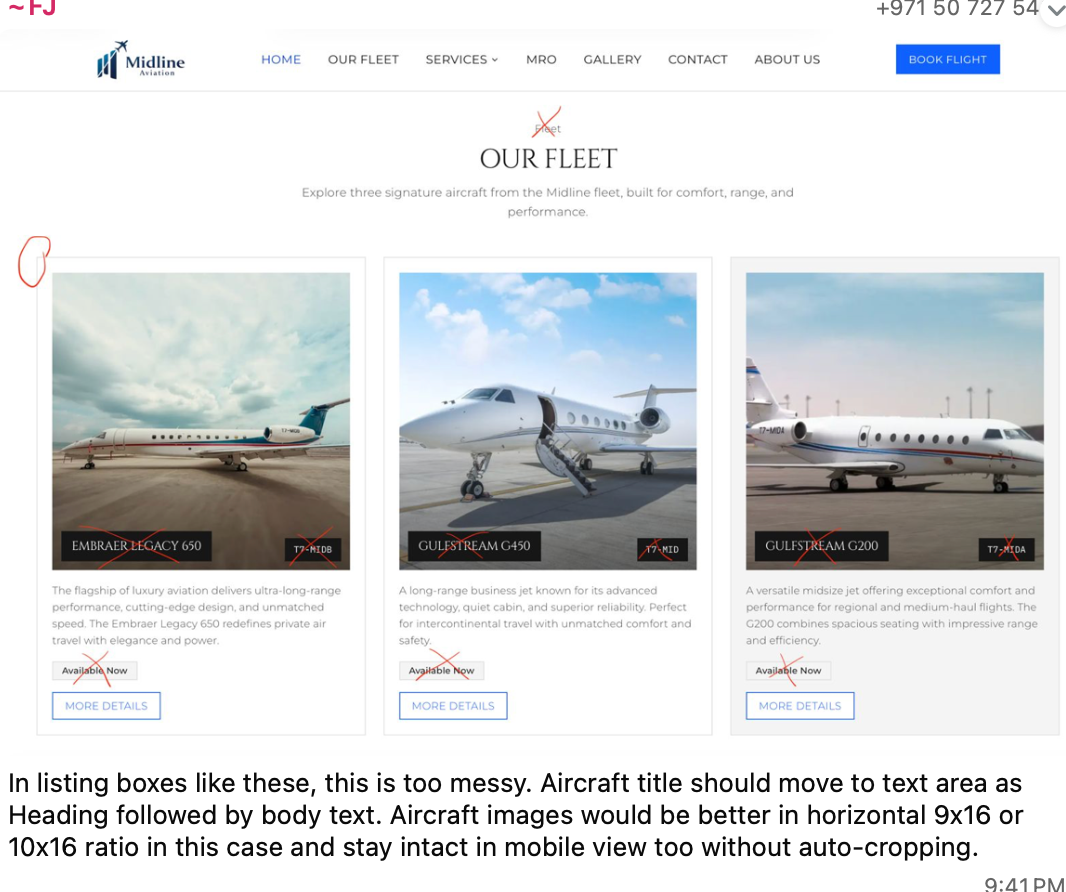 ~FJ
+971 50 727 54
Midline
Aviation
HOME
OUR FLEET
SERVICES
MRO
GALLERY
CONTACT
ABOUT US
BOOK FLIGHT
Fleet
OUR FLEET
Explore three signature aircraft from the Midline fleet, built for comfort, range, and
performance.
T7-MIDB
EMBRAER LEGACY 650
T7-MIDB
The flagship of luxury aviation delivers ultra-long-range
performance, cutting-edge design, and unmatched
speed. The Embraer Legacy 650 redefines private air
travel with elegance and power.
Available Now
MORE DETAILS
GULFSTREAM G450
T7-MID
A long-range business jet known for its advanced
technology, quiet cabin, and superior reliability. Perfect
for intercontinental travel with unmatched comfort and
safety.
Available Now
MORE DETAILS
T7-MIDA
GULFSTREAM G200
T7-MIDA
A versatile midsize jet offering exceptional comfort and
performance for regional and medium-haul flights. The
G200 combines spacious seating with impressive range
and efficiency.
Available Now
MORE DETAILS
In listing boxes like these, this is too messy. Aircraft title should move to text area as
Heading followed by body text. Aircraft images would be better in horizontal 9x16 or
10x16 ratio in this case and stay intact in mobile view too without auto-cropping.
9:41 PM